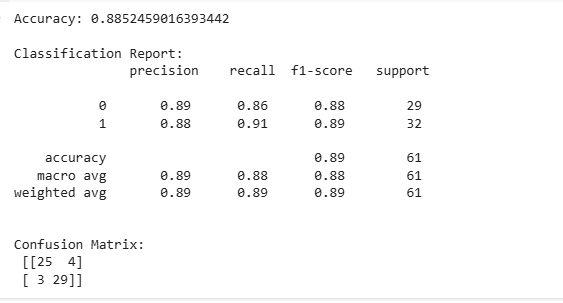 Accuracy: 0.8852459016393442
Classification Report:
precision recall f1-score support
0 0.89 0.86 0.88 29
1 0.88 0.91 0.89 32
accuracy 0.89 61
macro avg 0.89 0.88 0.88 61
weighted avg 0.89 0.89 0.89 61
Confusion Matrix:
[[25 4]
[ 3 29]]